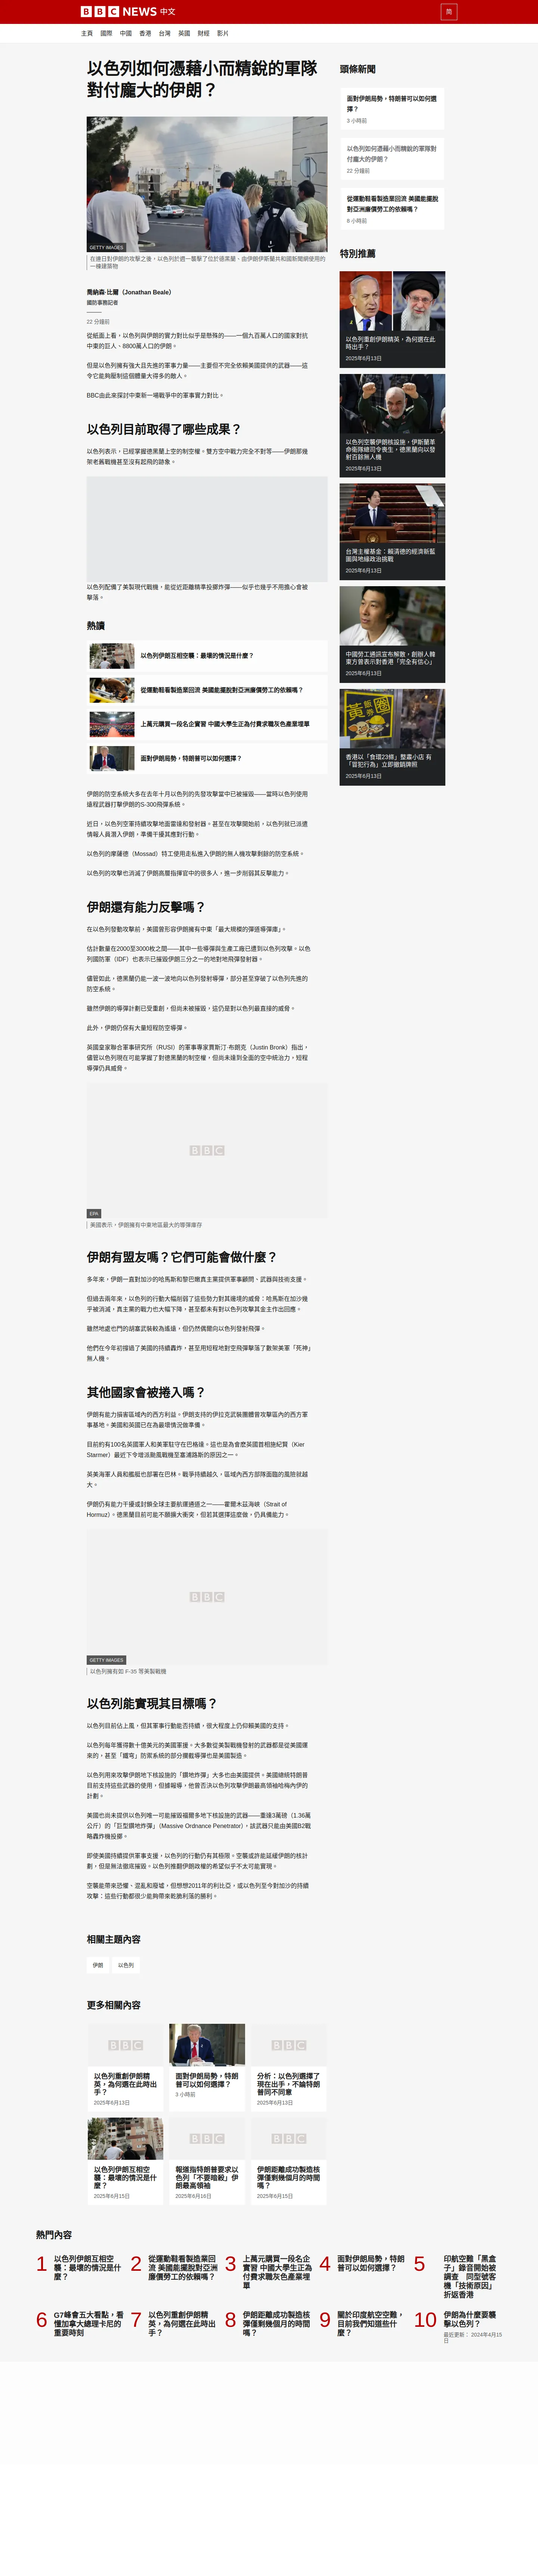 BBC NEWS 中文
简
主頁 國際 中國 香港 台灣 英國 財經 影片
以色列如何憑藉小而精銳的軍隊
對付龐大的伊朗？
GETTY IMAGES
在連日對伊朗的攻擊之後，以色列於週一襲擊了位於德黑蘭、由伊朗伊斯蘭共和國新聞網使用的
一棟建築物
喬納森·比爾（Jonathan Beale）
國防事務記者
22 分鐘前
從紙面上看，以色列與伊朗的實力對比似乎是懸殊的——一個九百萬人口的國家對抗
中東的巨人、8800萬人口的伊朗。
但是以色列擁有強大且先進的軍事力量——主要但不完全依賴美國提供的武器——這
令它能夠壓制這個體量大得多的敵人。
BBC由此來探討中東新一場戰爭中的軍事實力對比。
以色列目前取得了哪些成果？
以色列表示，已經掌握德黑蘭上空的制空權。雙方空中戰力完全不對等——伊朗那幾
架老舊戰機甚至沒有起飛的跡象。
以色列配備了美製現代戰機，能從近距離精準投擲炸彈——似乎也幾乎不用擔心會被
擊落。
熱讀
以色列伊朗互相空襲：最壞的情況是什麼？
從運動鞋看製造業回流 美國能擺脫對亞洲廉價勞工的依賴嗎？
上萬元購買一段名企實習 中國大學生正為付費求職灰色產業埋單
面對伊朗局勢，特朗普可以如何選擇？
伊朗的防空系統大多在去年十月以色列的先發攻擊當中已被摧毀——當時以色列使用
遠程武器打擊伊朗的S-300飛彈系統。
近日，以色列空軍持續攻擊地面雷達和發射器。甚至在攻擊開始前，以色列就已派遣
情報人員潛入伊朗，準備干擾其應對行動。
以色列的摩薩德（Mossad）特工使用走私進入伊朗的無人機攻擊剩餘的防空系統。
以色列的攻擊也消滅了伊朗高層指揮官中的很多人，進一步削弱其反擊能力。
伊朗還有能力反擊嗎？
在以色列發動攻擊前，美國曾形容伊朗擁有中東「最大規模的彈道導彈庫」。
估計數量在2000至3000枚之間——其中一些導彈與生產工廠已遭到以色列攻擊。以色
列國防軍（IDF）也表示已摧毀伊朗三分之一的地對地飛彈發射器。
儘管如此，德黑蘭仍能一波一波地向以色列發射導彈，部分甚至穿破了以色列先進的
防空系統。
雖然伊朗的導彈計劃已受重創，但尚未被摧毀，這仍是對以色列最直接的威脅。
此外，伊朗仍保有大量短程防空導彈。
英國皇家聯合軍事研究所（RUSI）的軍事專家賈斯汀·布朗克（Justin Bronk）指出，
儘管以色列現在可能掌握了對德黑蘭的制空權，但尚未達到全面的空中統治力，短程
導彈仍具威脅。
BBC
EPA
美國表示，伊朗擁有中東地區最大的導彈庫存
伊朗有盟友嗎？它們可能會做什麼？
多年來，伊朗一直對加沙的哈馬斯和黎巴嫩真主黨提供軍事顧問、武器與技術支援。
但過去兩年來，以色列的行動大幅削弱了這些勢力對其邊境的威脅：哈馬斯在加沙幾
乎被消滅，真主黨的戰力也大幅下降，甚至都未有對以色列攻擊其金主作出回應。
雖然地處也門的胡塞武裝較為遙遠，但仍然偶爾向以色列發射飛彈。
他們在今年初撐過了美國的持續轟炸，甚至用短程地對空飛彈擊落了數架美軍「死神」
無人機。
其他國家會被捲入嗎？
伊朗有能力損害區域內的西方利益。伊朗支持的伊拉克武裝團體曾攻擊區內的西方軍
事基地。美國和英國已在為最壞情況做準備。
目前約有100名英國軍人和美軍駐守在巴格達。這也是為會麽英國首相施紀賢（Kier
Starmer）最近下令增派颱風戰機至塞浦路斯的原因之一。
英美海軍人員和艦艇也部署在巴林。戰爭持續越久，區域內西方部隊面臨的風險就越
大。
伊朗仍有能力干擾或封鎖全球主要航運通道之一——霍爾木茲海峽（Strait of
Hormuz）。德黑蘭目前可能不願擴大衝突，但若其選擇這麼做，仍具備能力。
BBC
GETTY IMAGES
以色列擁有如 F-35 等美製戰機
以色列能實現其目標嗎？
以色列目前佔上風，但其軍事行動能否持續，很大程度上仍仰賴美國的支持。
以色列每年獲得數十億美元的美國軍援。大多數從美製戰機發射的武器都是從美國運
來的，甚至「鐵穹」防禦系統的部分攔截導彈也是美國製造。
以色列用來攻擊伊朗地下核設施的「鑽地炸彈」大多也由美國提供。美國總統特朗普
目前支持這些武器的使用，但據報導，他曾否決以色列攻擊伊朗最高領袖哈梅內伊的
計劃。
美國也尚未提供以色列唯一可能摧毀福爾多地下核設施的武器——重達3萬磅（1.36萬
公斤）的「巨型鑽地炸彈」（Massive Ordnance Penetrator），該武器只能由美國B2戰
略轟炸機投擲。
即使美國持續提供軍事支援，以色列的行動仍有其極限。空襲或許能延緩伊朗的核計
劃，但是無法徹底摧毀。以色列推翻伊朗政權的希望似乎不太可能實現。
空襲能帶來恐懼、混亂和廢墟，但想想2011年的利比亞，或以色列至今對加沙的持續
攻擊：這些行動都很少能夠帶來乾脆利落的勝利。
相關主題內容
伊朗
以色列
更多相關內容
BBC
以色列重創伊朗精
英，為何選在此時出
手？
2025年6月13日
面對伊朗局勢，特朗
普可以如何選擇？
3 小時前
BBC
分析：以色列選擇了
現在出手，不論特朗
普同不同意
2025年6月13日
以色列伊朗互相空
襲：最壞的情況是什
麼？
2025年6月15日
BBC
報道指特朗普要求以
色列「不要暗殺」伊
朗最高領袖
2025年6月16日
BBC
伊朗距離成功製造核
彈僅剩幾個月的時間
嗎？
2025年6月15日
頭條新聞
面對伊朗局勢，特朗普可以如何選
擇？
3 小時前
以色列如何憑藉小而精銳的軍隊對
付龐大的伊朗？
22 分鐘前
從運動鞋看製造業回流 美國能擺脫
對亞洲廉價勞工的依賴嗎？
6 小時前
特別推薦
以色列重創伊朗精英，為何選在此
時出手？
2025年6月13日
以色列空襲伊朗核設施，伊斯蘭革
命衛隊總司令喪生，德黑蘭向以發
射百餘無人機
2025年6月13日
台灣主權基金：賴清德的經濟新藍
圖與地緣政治挑戰
2025年6月13日
中國勞工通訊宣布解散，創辦人韓
東方曾表示對香港「完全有信心」
2025年6月13日
黃飯尋圈
香港以「食環23條」整肅小店 有
「冒犯行為」立即撤銷牌照
2025年6月13日
熱門內容
1 以色列伊朗互相空
襲：最壞的情況是什
麼？
2 從運動鞋看製造業回
流 美國能擺脫對亞洲
廉價勞工的依賴嗎？
3 上萬元購買一段名企
實習 中國大學生正為
付費求職灰色產業埋
單
4 面對伊朗局勢，特朗
普可以如何選擇？
5 印航空難「黑盒
子」錄音開始被
調查 同型號客
機「技術原因」
折返香港
6 G7峰會五大看點，看
懂加拿大總理卡尼的
重要時刻
7 以色列重創伊朗精
英，為何選在此時出
手？
8 伊朗距離成功製造核
彈僅剩幾個月的時間
嗎？
9 關於印度航空空難，
目前我們知道些什
麼？
10 伊朗為什麼要襲
擊以色列？
最近更新： 2024年4月15
日